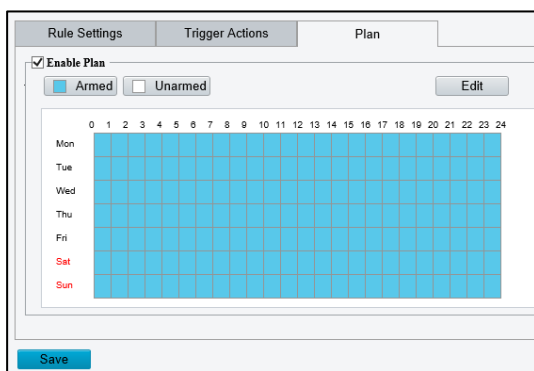 Rule Settings Trigger Actions Plan
Enable Plan
Armed Unarmed Edit
0 1 2 3 4 5 6 7 8 9 10 11 12 13 14 15 16 17 18 19 20 21 22 23 24
Mon
Tue
Wed
Thu
Fri
Sat
Sun
Save